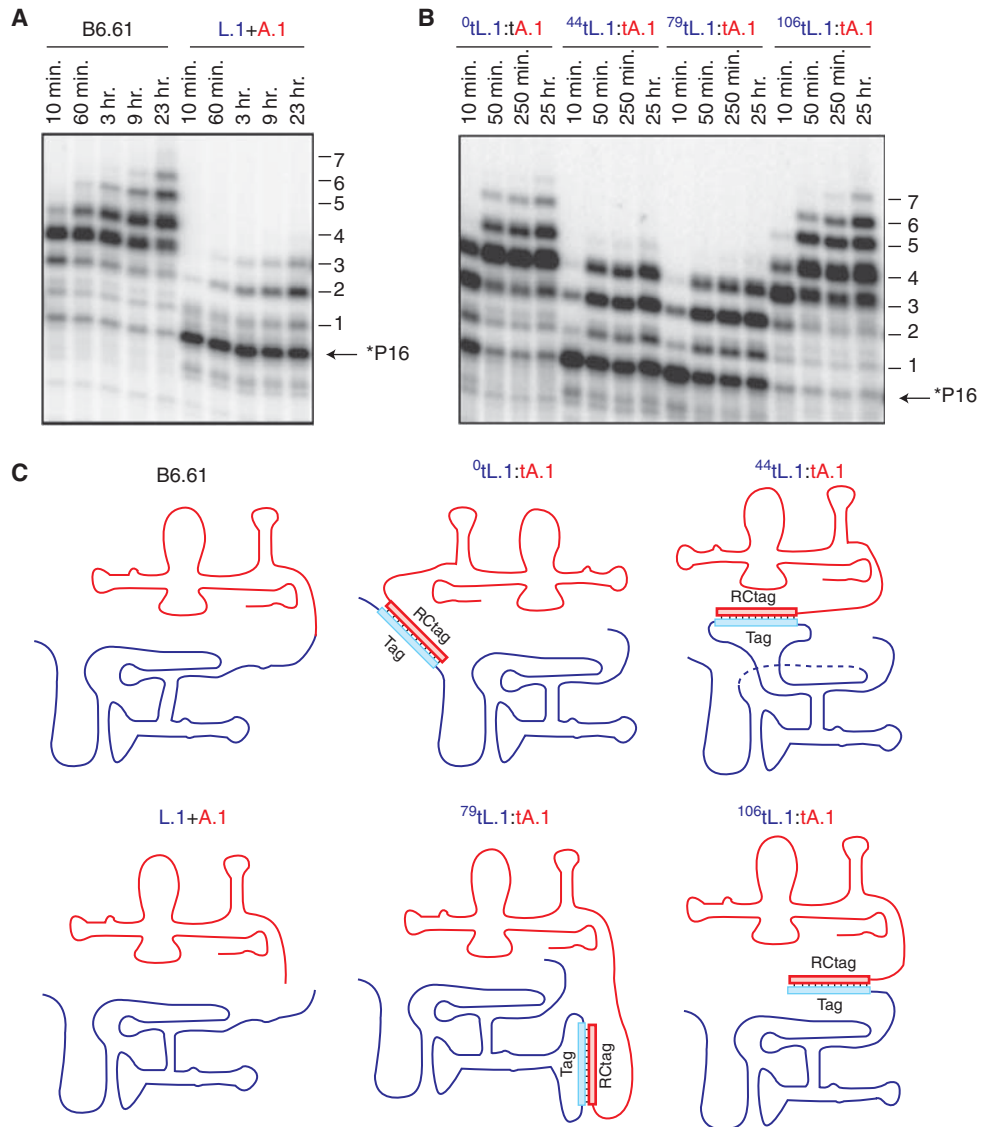 A
B6.61 L.1+A.1
10 min. 60 min. 3 hr. 9 hr. 23 hr. 10 min. 60 min. 3 hr. 9 hr. 23 hr.
7
6
5
4
3
2
1
*P16
B
⁰tL.1:tA.1 ⁴⁴tL.1:tA.1 ⁷⁹tL.1:tA.1 ¹⁰⁶tL.1:tA.1
10 min. 50 min. 250 min. 25 hr. 10 min. 50 min. 250 min. 25 hr. 10 min. 50 min. 250 min. 25 hr. 10 min. 50 min. 250 min. 25 hr.
7
6
5
4
3
2
1
*P16
C
B6.61
⁰tL.1:tA.1
RCtag
Tag
⁴⁴tL.1:tA.1
RCtag
Tag
L.1+A.1
⁷⁹tL.1:tA.1
Tag
RCtag
¹⁰⁶tL.1:tA.1
RCtag
Tag